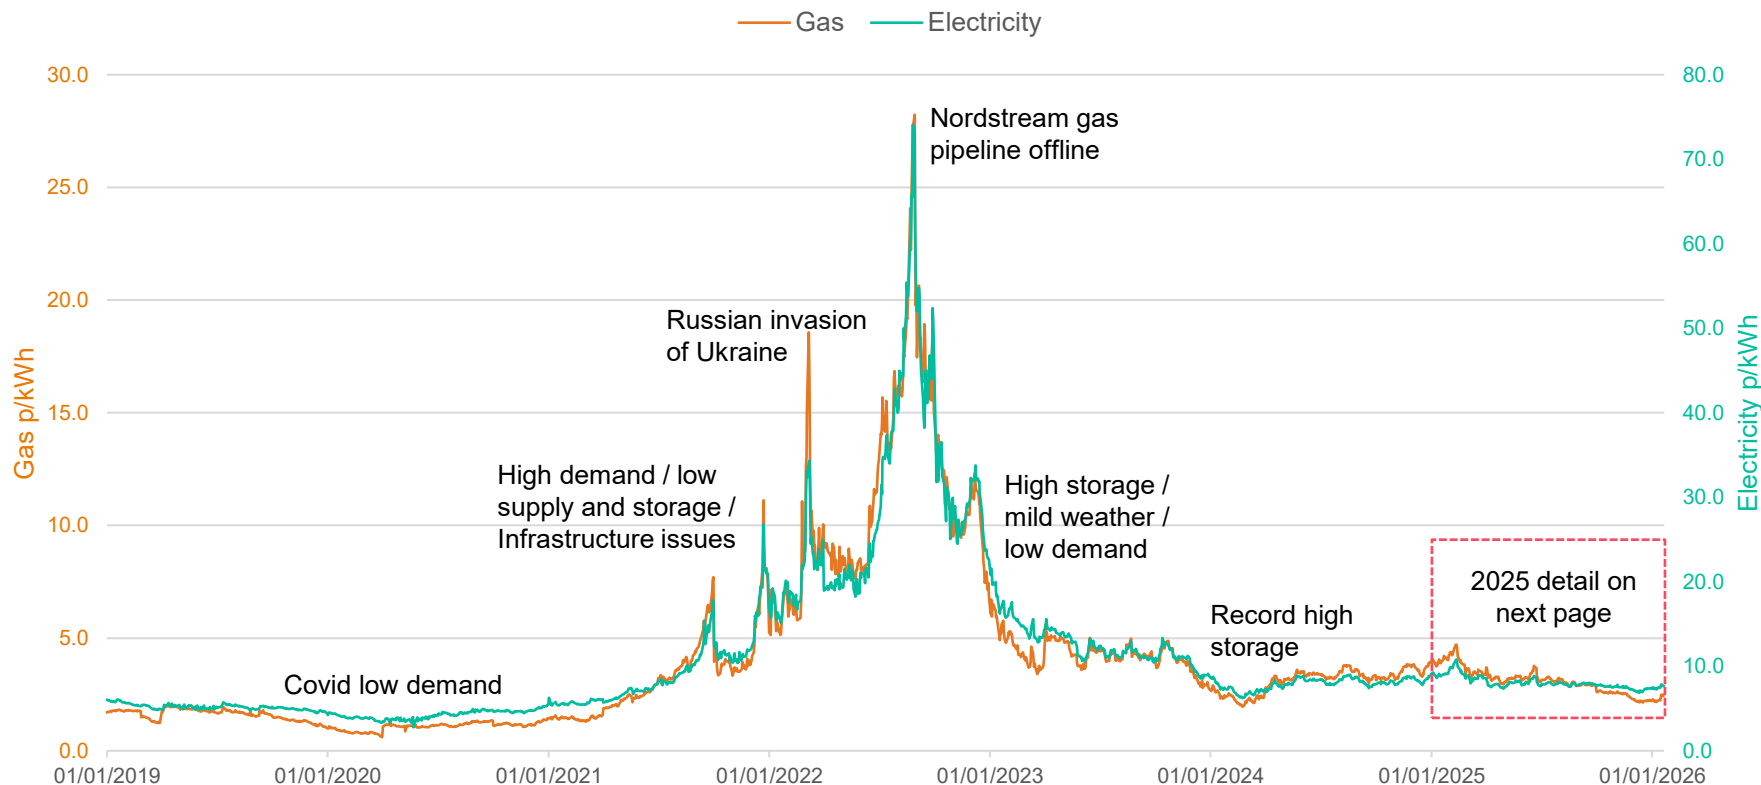 Gas Electricity
30.0
25.0
20.0
15.0
10.0
5.0
0.0
Gas p/kWh
80.0
70.0
60.0
50.0
40.0
30.0
20.0
10.0
0.0
Electricity p/kWh
Nordstream gas
pipeline offline
Russian invasion
of Ukraine
High demand / low
supply and storage /
Infrastructure issues
High storage /
mild weather /
low demand
2025 detail on
next page
Record high
storage
Covid low demand
01/01/2019 01/01/2020 01/01/2021 01/01/2022 01/01/2023 01/01/2024 01/01/2025 01/01/2026